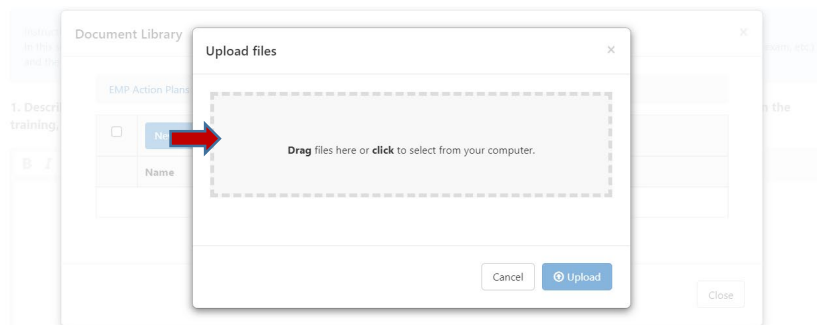 Document Library
×
Upload files
×
EMP Action Plans
1. Descri
n the
training,
Ne
Drag files here or click to select from your computer.
B I
Name
Cancel
Upload
Close